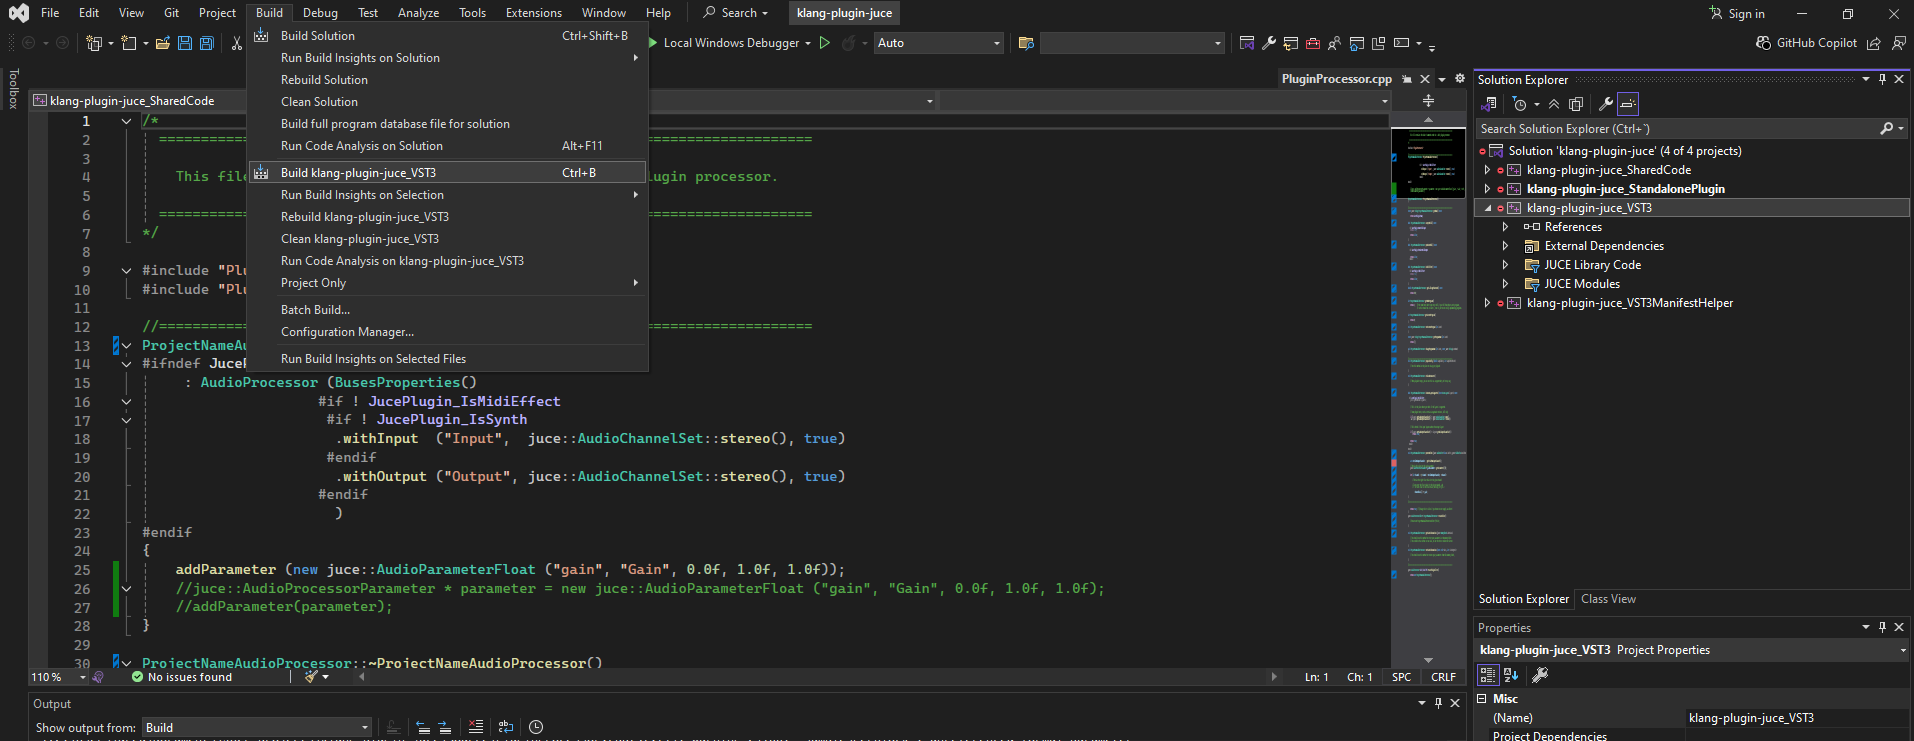 File Edit View Git Project Build Debug Test Analyze Tools Extensions Window Help Search klang-plugin-juce Sign in
Local Windows Debugger Auto GitHub Copilot
Toolbox
Build Solution Ctrl+Shift+B
Run Build Insights on Solution
Rebuild Solution
Clean Solution
Build full program database file for solution
Run Code Analysis on Solution Alt+F11
Build klang-plugin-juce_VST3 Ctrl+B
Run Build Insights on Selection
Rebuild klang-plugin-juce_VST3
Clean klang-plugin-juce_VST3
Run Code Analysis on klang-plugin-juce_VST3
Project Only
Batch Build...
Configuration Manager...
Run Build Insights on Selected Files
PluginProcessor.cpp
klang-plugin-juce_SharedCode
1 /*
2 ==============================================================================
3
4 This file lugin processor.
5
6 ==============================================================================
7 */
8
9 #include "Plu
10 #include "Plu
11
12 //==============================================================================
13 ProjectNameAu
14 #ifndef JuceP
15 : AudioProcessor (BusesProperties()
16 #if ! JucePlugin_IsMidiEffect
17 #if ! JucePlugin_IsSynth
18 .withInput ("Input", juce::AudioChannelSet::stereo(), true)
19 #endif
20 .withOutput ("Output", juce::AudioChannelSet::stereo(), true)
21 #endif
22 )
23 #endif
24 {
25 addParameter (new juce::AudioParameterFloat ("gain", "Gain", 0.0f, 1.0f, 1.0f));
26 //juce::AudioProcessorParameter * parameter = new juce::AudioParameterFloat ("gain", "Gain", 0.0f, 1.0f, 1.0f);
27 //addParameter(parameter);
28 }
29
30 ProjectNameAudioProcessor::~ProjectNameAudioProcessor()
110 % No issues found Ln: 1 Ch: 1 SPC CRLF
Output
Show output from: Build
Solution Explorer
Search Solution Explorer (Ctrl+`)
Solution 'klang-plugin-juce' (4 of 4 projects)
klang-plugin-juce_SharedCode
klang-plugin-juce_StandalonePlugin
klang-plugin-juce_VST3
References
External Dependencies
JUCE Library Code
JUCE Modules
klang-plugin-juce_VST3ManifestHelper
Solution Explorer Class View
Properties
klang-plugin-juce_VST3 Project Properties
Misc
(Name) klang-plugin-juce_VST3
Project Dependencies